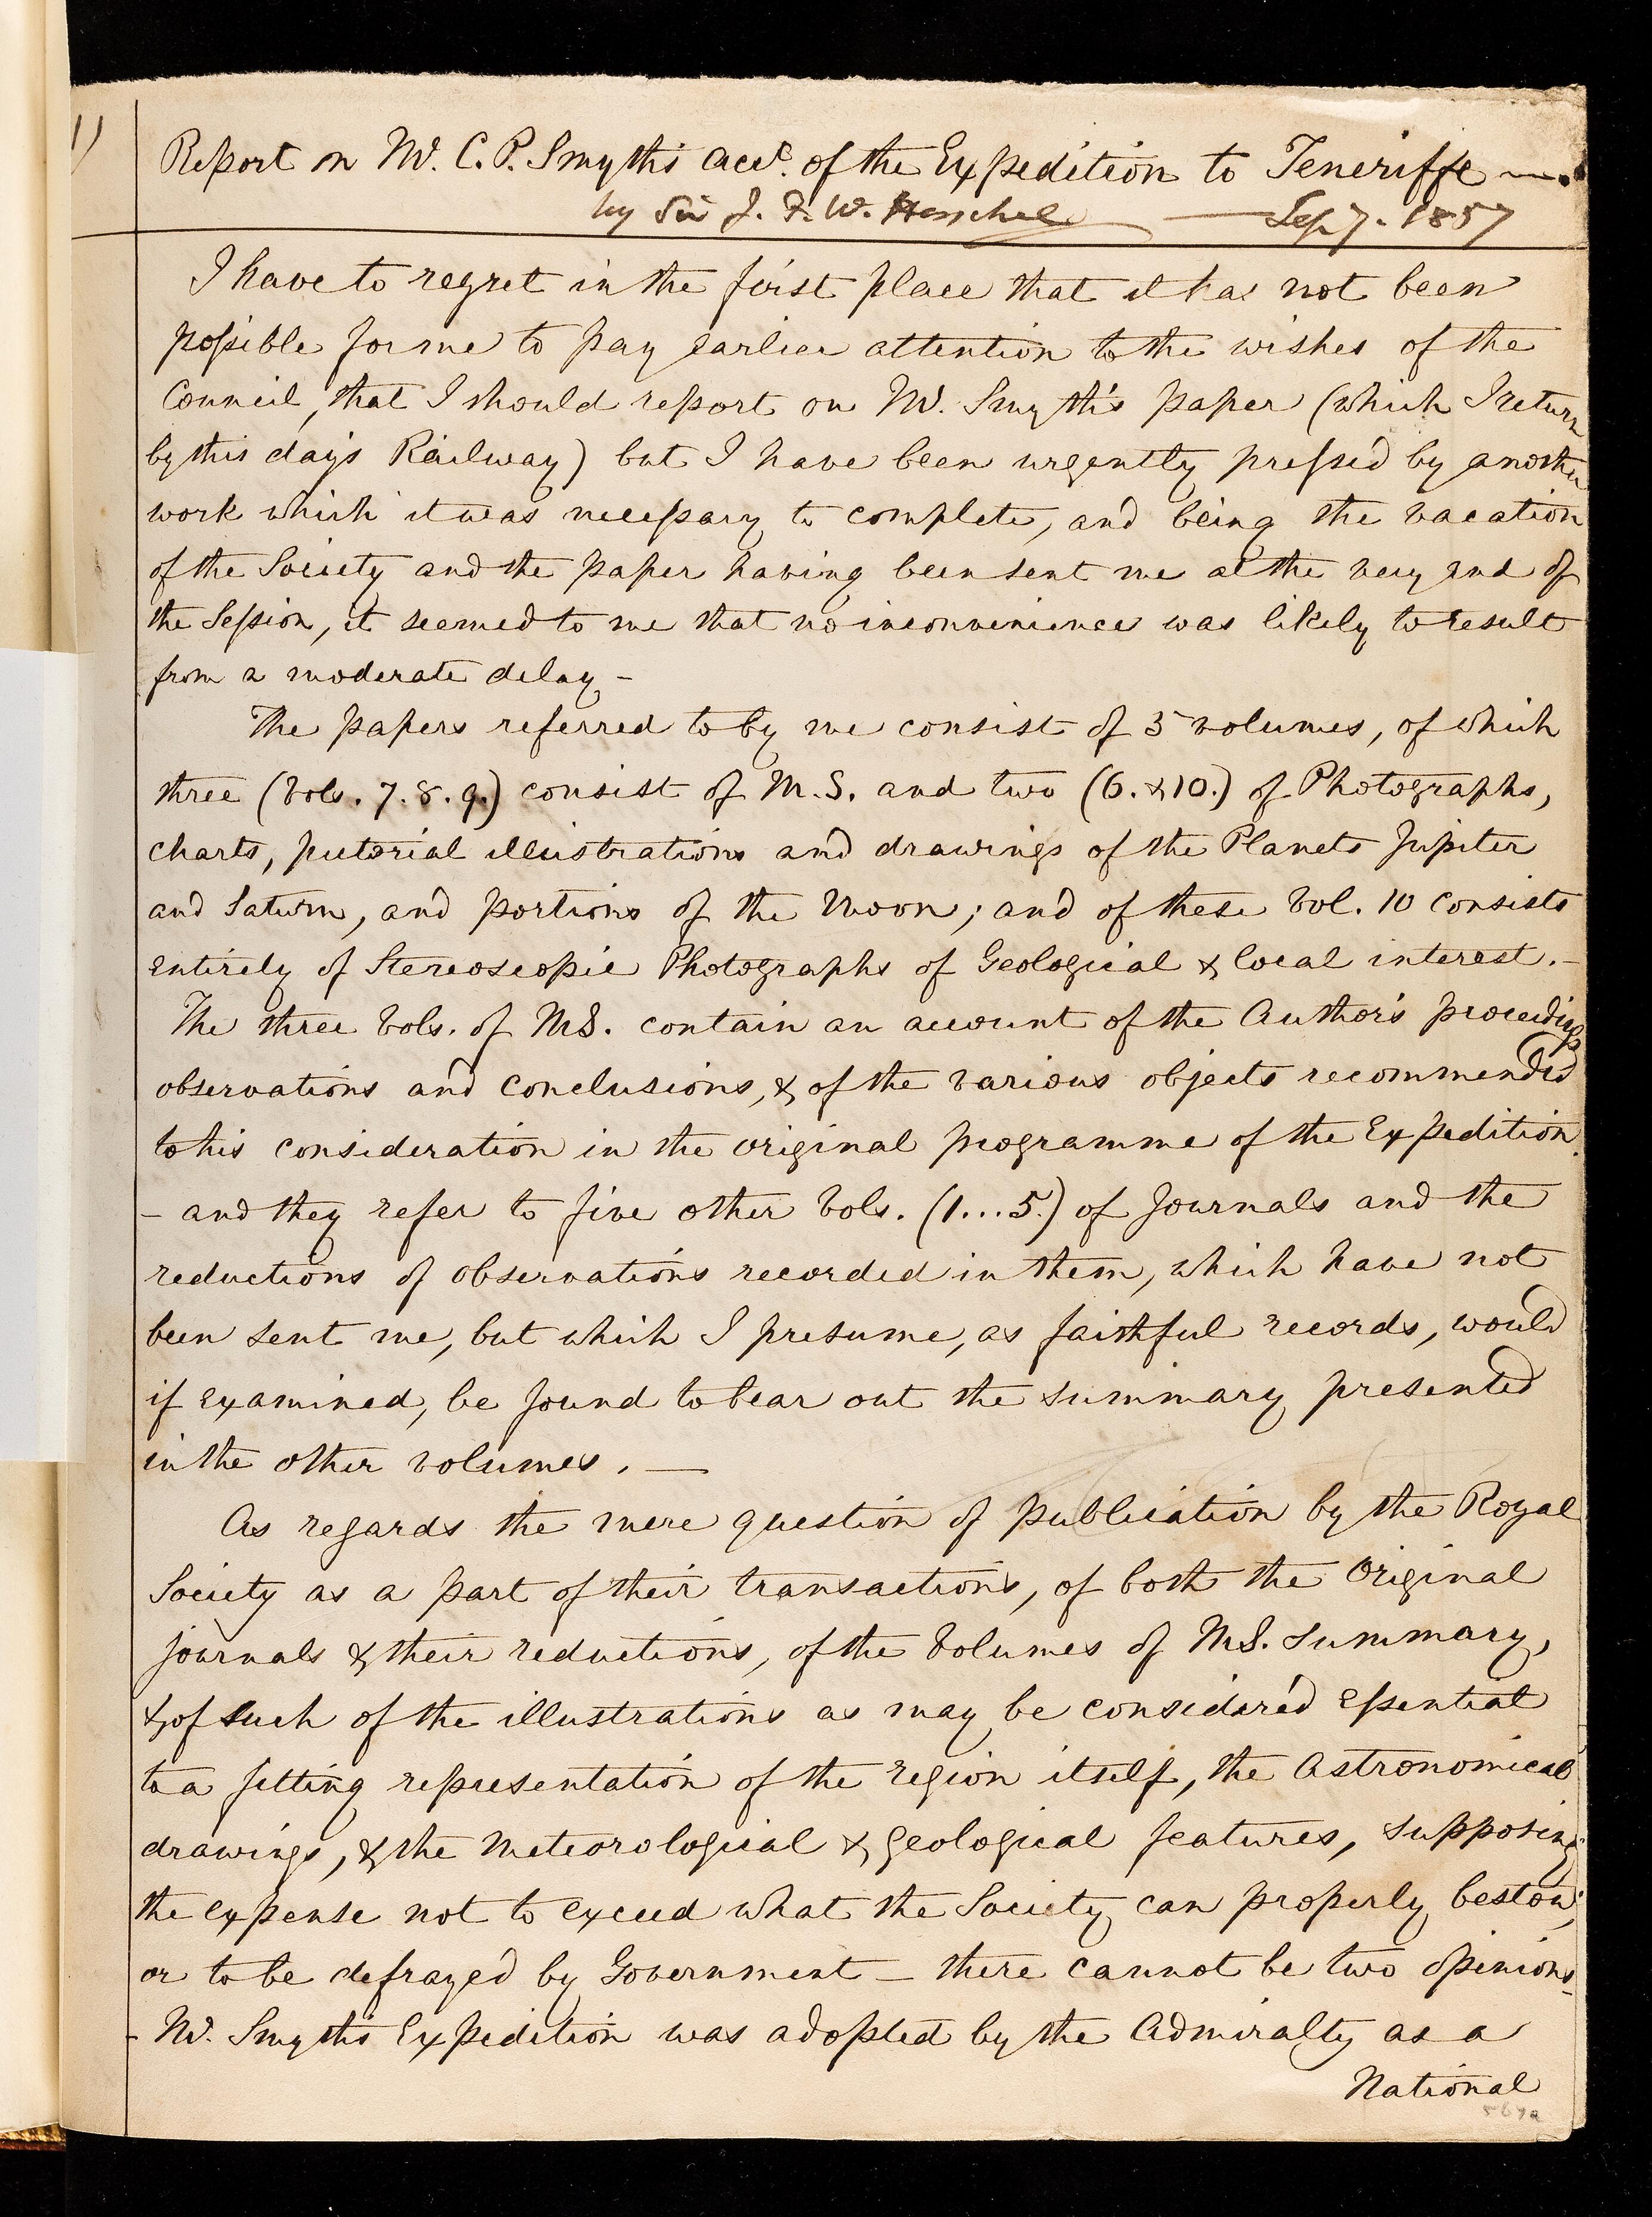 1)
Report on Mr. C. P. Smyth's acct. of the Expedition to Teneriffe —.
by Sir J. F. W. Herschel — Sep 7. 1857
I have to regret in the first place that it has not been
possible for me to pay earlier attention to the wishes of the
Council, that I should report on Mr. Smyth's paper (which I return
by this day's Railway) but I have been urgently pressed by another
work which it was necessary to complete, and being the vacation
of the Society and the paper having been sent me at the very end of
the Session, it seemed to me that no inconvenience was likely to result
from a moderate delay –
The papers referred to by me consist of 5 volumes, of which
three (Vols. 7. 8. 9.) consist of M.S. and two (6. & 10.) of Photographs,
charts, pictorial illustrations and drawings of the Planets Jupiter
and Saturn, and portions of the Moon; and of these Vol. 10 consists
entirely of Stereoscopic Photographs of Geological & local interest. –
The three Vols. of MS. contain an account of the Author's proceedings
observations and conclusions, & of the various objects recommended
to his consideration in the original programme of the Expedition.
– and they refer to five other Vols. (1...5.) of Journals and the
reductions of observations recorded in them, which have not
been sent me, but which I presume, as faithful records, would
if examined, be found to bear out the summary presented
in the other volumes. —
As regards the mere question of publication by the Royal
Society as a part of their transactions, of both the Original
journals & their reductions, of the Volumes of MS. summary,
& of such of the illustrations as may be consider'd essential
to a fitting representation of the region itself, the Astronomical
drawings, & the Meteorological & geological features, supposing
the expense not to exceed what the Society can properly bestow,
or to be defrayed by Government – there cannot be two opinions –
– Mr. Smyth's Expedition was adopted by the Admiralty as a
National